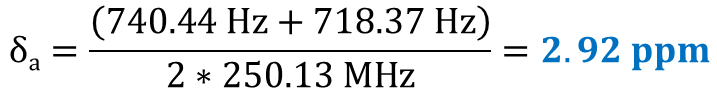 δₐ = (740.44 Hz + 718.37 Hz) / 2 * 250.13 MHz = 2.92 ppm